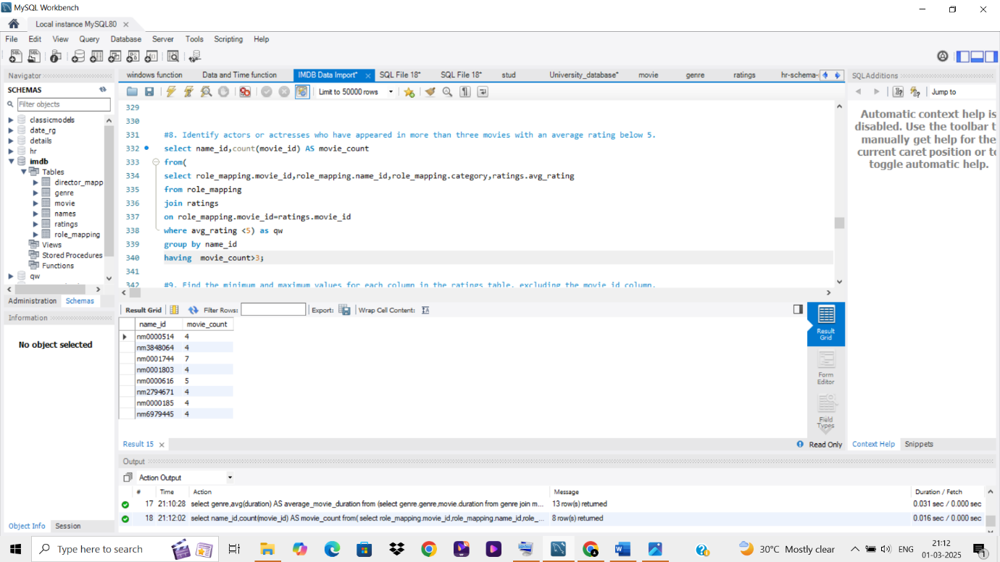 MySQL Workbench
Local instance MySQL80
File Edit View Query Database Server Tools Scripting Help
Navigator
SCHEMAS
Filter objects
classicmodels
date_rg
details
hr
imdb
Tables
director_mapp
genre
movie
names
ratings
role_mapping
Views
Stored Procedures
Functions
qw
Administration Schemas
Information
No object selected
Object Info Session
windows function Data and Time function IMDB Data Import* SQL File 18* SQL File 18* stud University_database* movie genre ratings hr-schema-
Limit to 50000 rows
329
330
331 #8. Identify actors or actresses who have appeared in more than three movies with an average rating below 5.
332 select name_id,count(movie_id) AS movie_count
333 from(
334 select role_mapping.movie_id,role_mapping.name_id,role_mapping.category,ratings.avg_rating
335 from role_mapping
336 join ratings
337 on role_mapping.movie_id=ratings.movie_id
338 where avg_rating <5) as qw
339 group by name_id
340 having movie_count>3;
341
342 #9. Find the minimum and maximum values for each column in the ratings table, excluding the movie_id column.
Result Grid Filter Rows: Export: Wrap Cell Content:
name_id movie_count
nm0000514 4
nm3848064 4
nm0001744 7
nm0001803 4
nm0000616 5
nm2794671 4
nm0000185 4
nm6979445 4
Result Grid
Form Editor
Field Types
Result 15
Read Only
SQLAdditions
Jump to
Automatic context help is
disabled. Use the toolbar t
manually get help for the
current caret position or to
toggle automatic help.
Context Help Snippets
Output
Action Output
# Time Action Message Duration / Fetch
17 21:10:28 select genre,avg(duration) AS average_movie_duration from (select genre.genre,movie.duration from genre join m... 13 row(s) returned 0.031 sec / 0.000 sec
18 21:12:02 select name_id,count(movie_id) AS movie_count from( select role_mapping.movie_id,role_mapping.name_id,role_... 8 row(s) returned 0.016 sec / 0.000 sec
Type here to search
30°C Mostly clear
ENG
21:12
01-03-2025
1